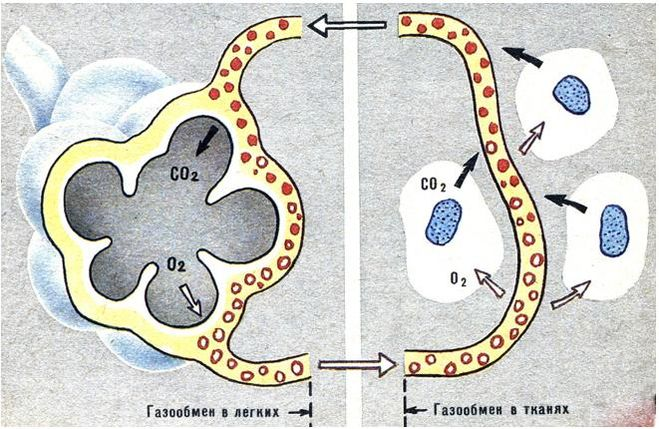 CO₂
O₂
CO₂
O₂
Газообмен в легких
Газообмен в тканях